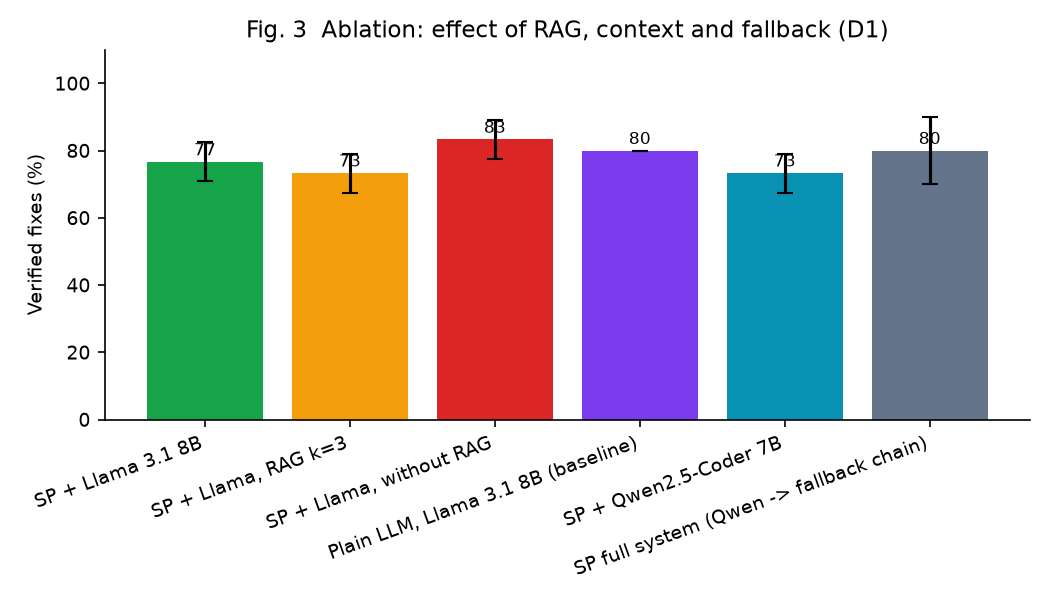 Fig. 3  Ablation: effect of RAG, context and fallback (D1)
Verified fixes (%)
100
80
60
40
20
0
77
73
83
80
73
80
SP + Llama 3.1 8B
SP + Llama, RAG k=3
SP + Llama, without RAG
Plain LLM, Llama 3.1 8B (baseline)
SP + Qwen2.5-Coder 7B
SP full system (Qwen -> fallback chain)